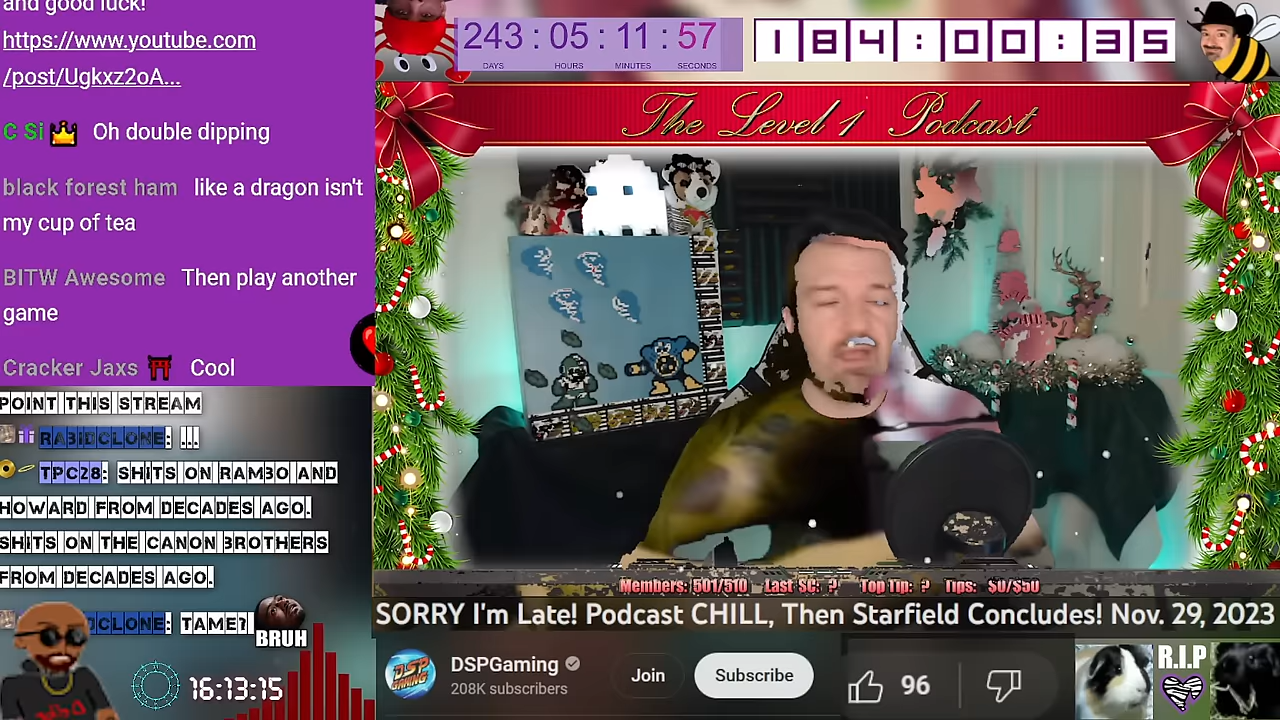 and good luck!
https://www.youtube.com
/post/Ugkxz2oA...
C Si Oh double dipping
black forest ham like a dragon isn't
my cup of tea
BITW Awesome Then play another
game
Cracker Jaxs Cool
POINT THIS STREAM
RABIDCLONE: ...
TPC28: SHITS ON RAMBO AND
HOWARD FROM DECADES AGO.
SHITS ON THE CANON BROTHERS
FROM DECADES AGO.
CLONE: TAME?
BRUH
16:13:15
243 : 05 : 11 : 57
DAYS HOURS MINUTES SECONDS
184:00:35
The Level 1 Podcast
Members: 501/510 Last SC: ? Top Tip: ? Tips: $0/$50
SORRY I'm Late! Podcast CHILL, Then Starfield Concludes! Nov. 29, 2023
DSP GAMING
DSPGaming
208K subscribers
Join
Subscribe
96
R.I.P